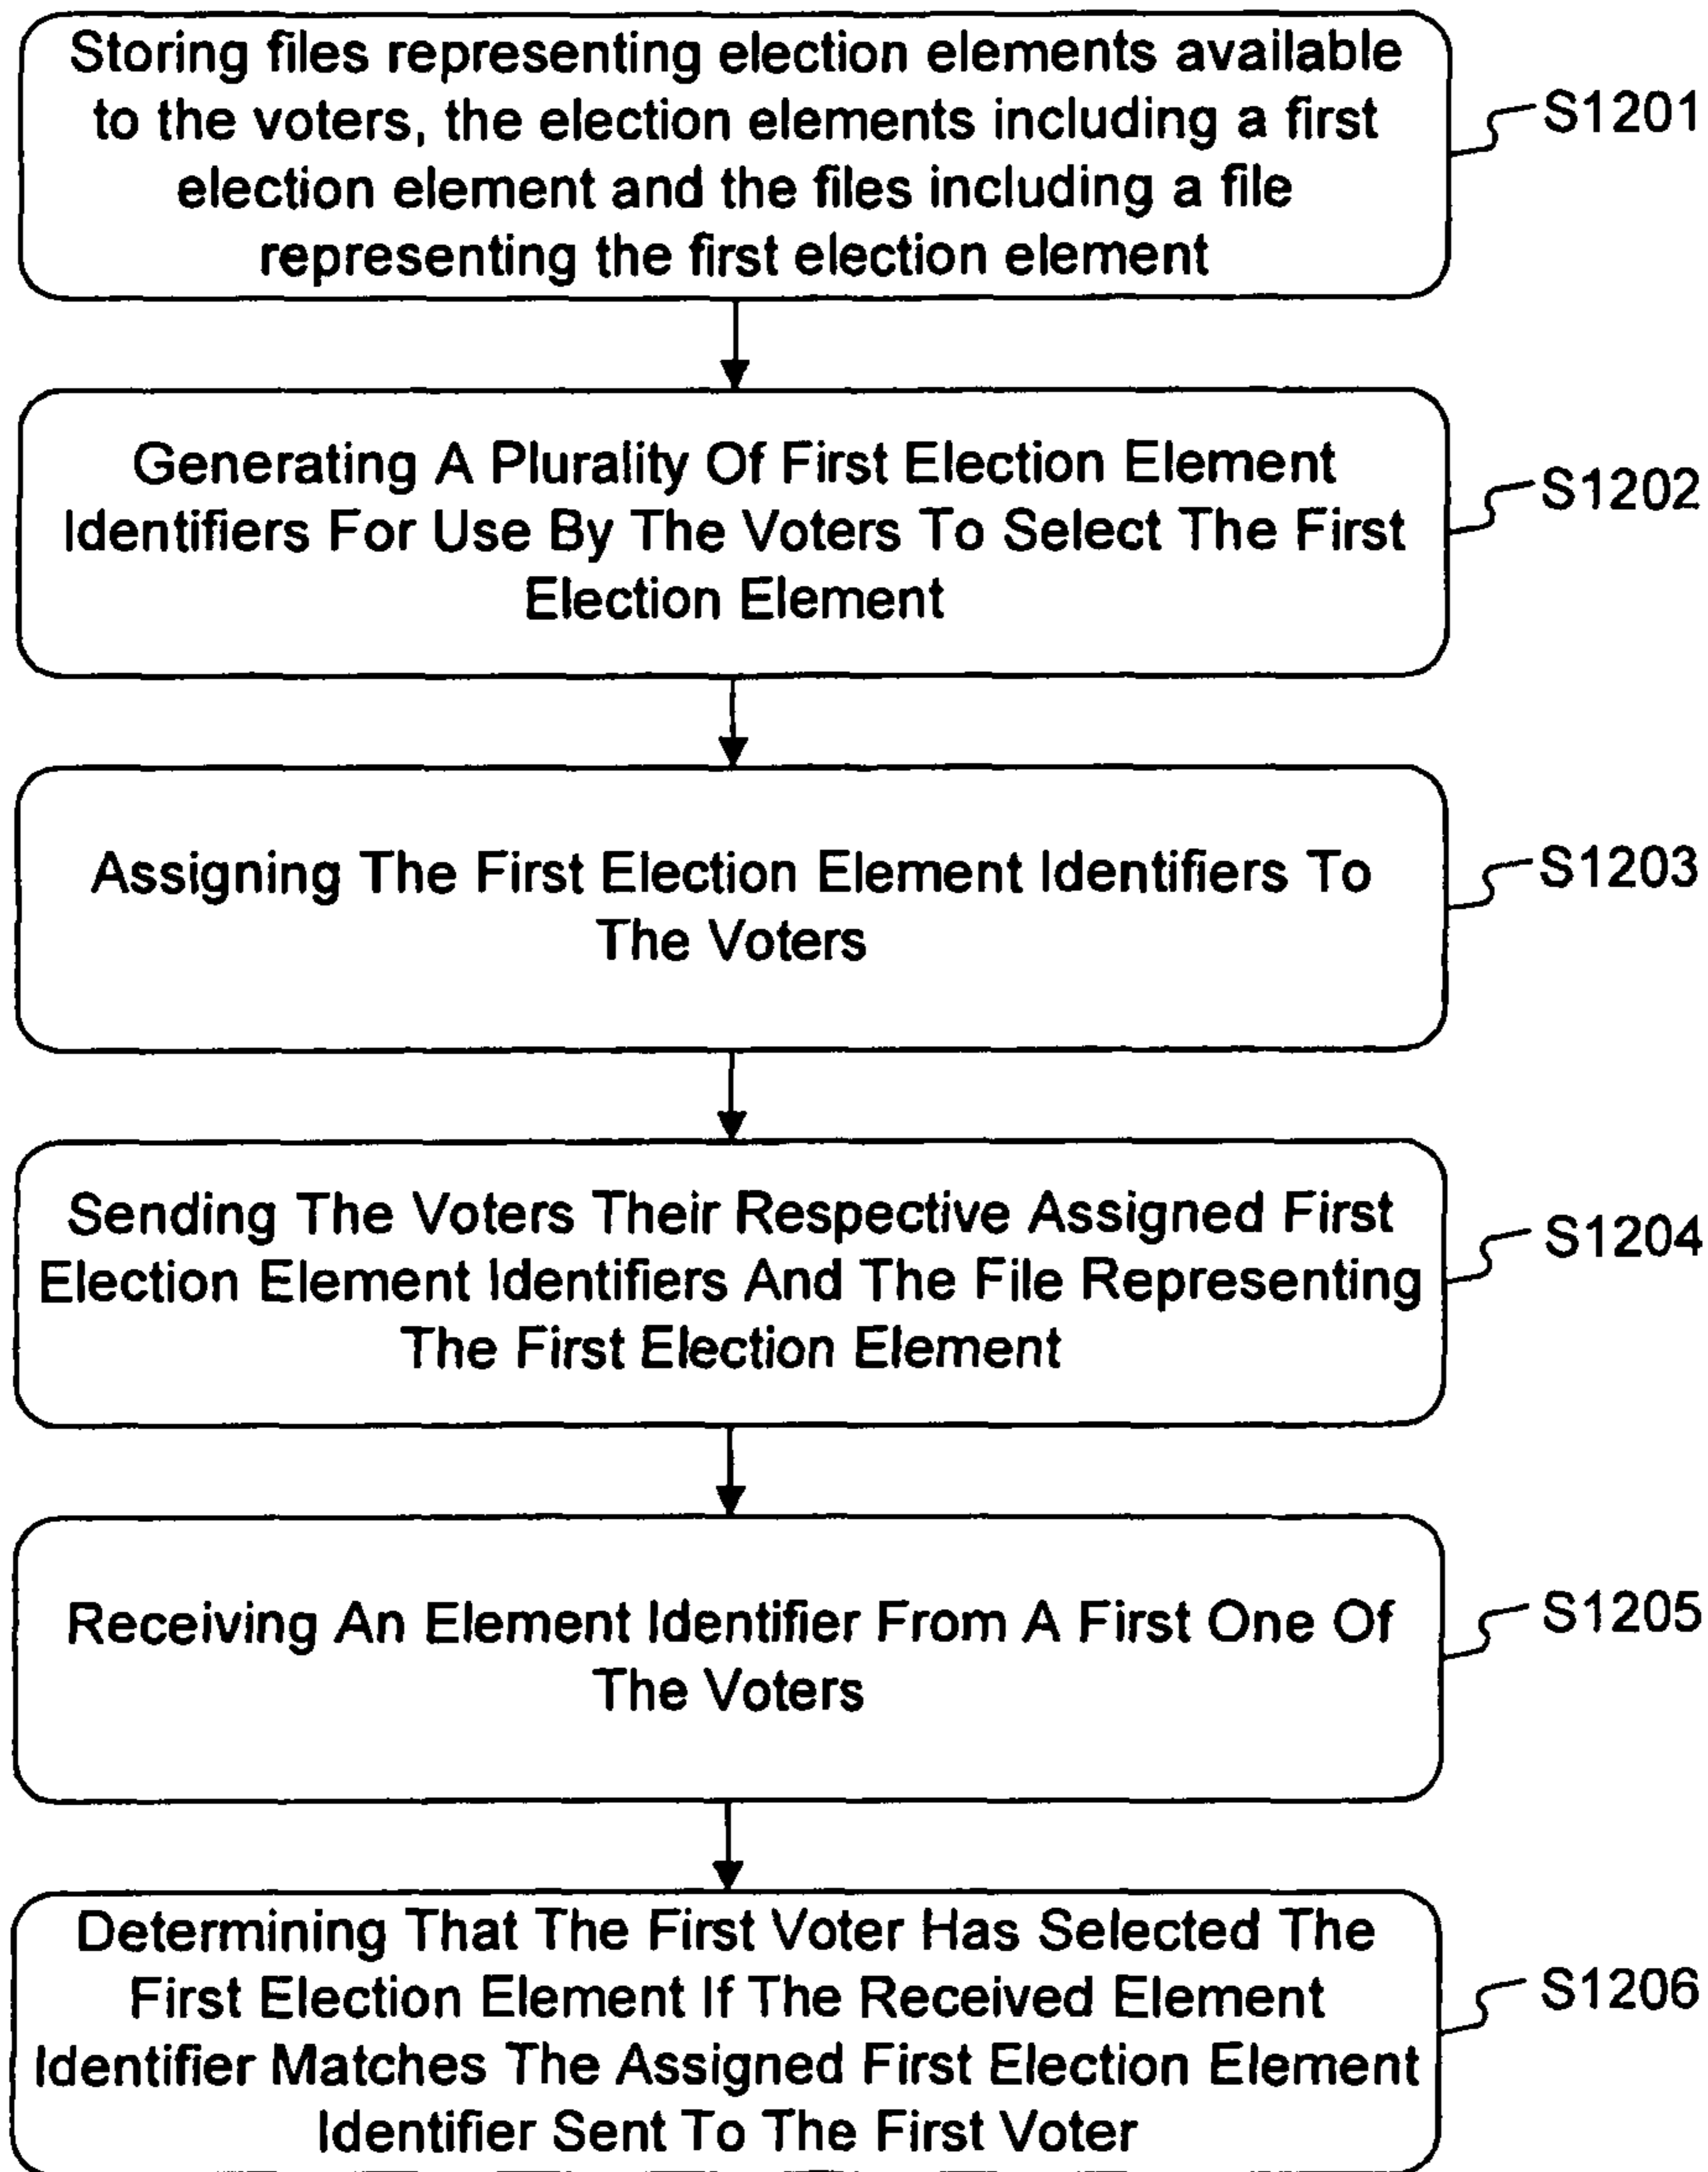 Storing files representing election elements available
to the voters, the election elements including a first
election element and the files including a file
representing the first election element
S1201
Generating A Plurality Of First Election Element
Identifiers For Use By The Voters To Select The First
Election Element
S1202
Assigning The First Election Element Identifiers To
The Voters
S1203
Sending The Voters Their Respective Assigned First
Election Element Identifiers And The File Representing
The First Election Element
S1204
Receiving An Element Identifier From A First One Of
The Voters
S1205
Determining That The First Voter Has Selected The
First Election Element If The Received Element
Identifier Matches The Assigned First Election Element
Identifier Sent To The First Voter
S1206